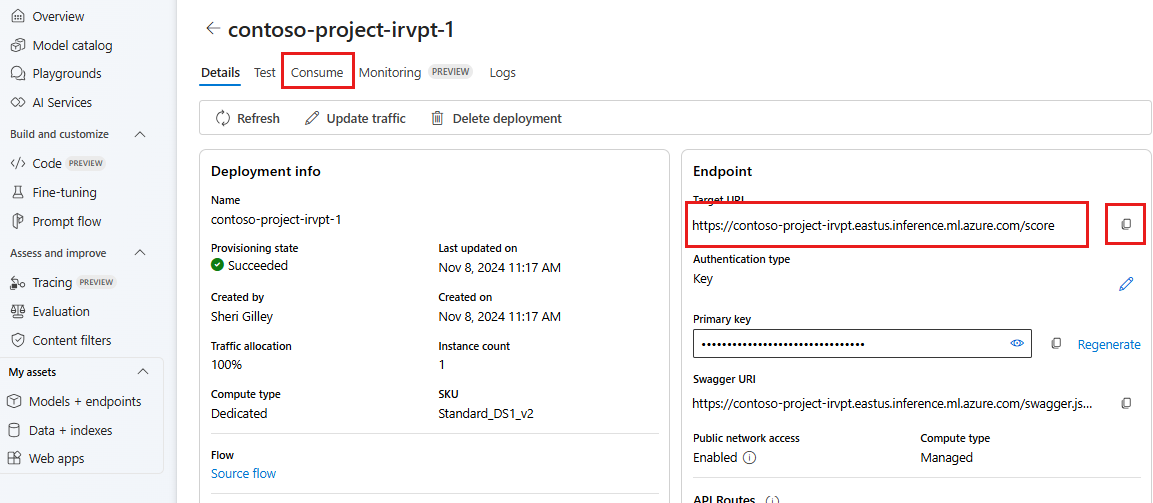 Overview
Model catalog
Playgrounds
AI Services
Build and customize
Code PREVIEW
Fine-tuning
Prompt flow
Assess and improve
Tracing PREVIEW
Evaluation
Content filters
My assets
Models + endpoints
Data + indexes
Web apps
contoso-project-irvpt-1
Details Test Consume Monitoring PREVIEW Logs
Refresh Update traffic Delete deployment
Deployment info
Name
contoso-project-irvpt-1
Provisioning state Last updated on
Succeeded Nov 8, 2024 11:17 AM
Created by Created on
Sheri Gilley Nov 8, 2024 11:17 AM
Traffic allocation Instance count
100% 1
Compute type SKU
Dedicated Standard_DS1_v2
Flow
Source flow
Endpoint
Target URI
https://contoso-project-irvpt.eastus.inference.ml.azure.com/score
Authentication type
Key
Primary key
•••••••••••••••••••••••••••••••• Regenerate
Swagger URI
https://contoso-project-irvpt.eastus.inference.ml.azure.com/swagger.js...
Public network access Compute type
Enabled Managed
API Routes